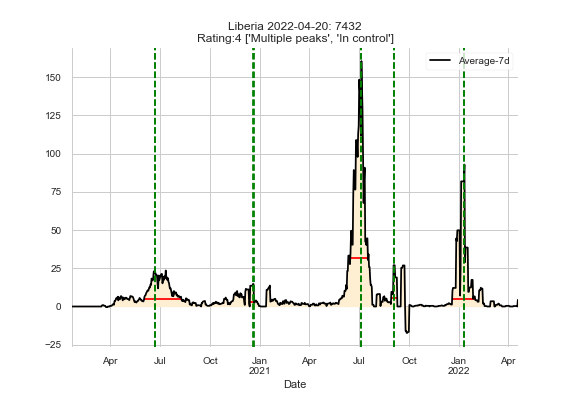 Liberia 2022-04-20: 7432
Rating:4 ['Multiple peaks', 'In control']
Average-7d
150
125
100
75
50
25
0
−25
Apr
Jul
Oct
Jan
2021
Apr
Jul
Oct
Jan
2022
Apr
Date